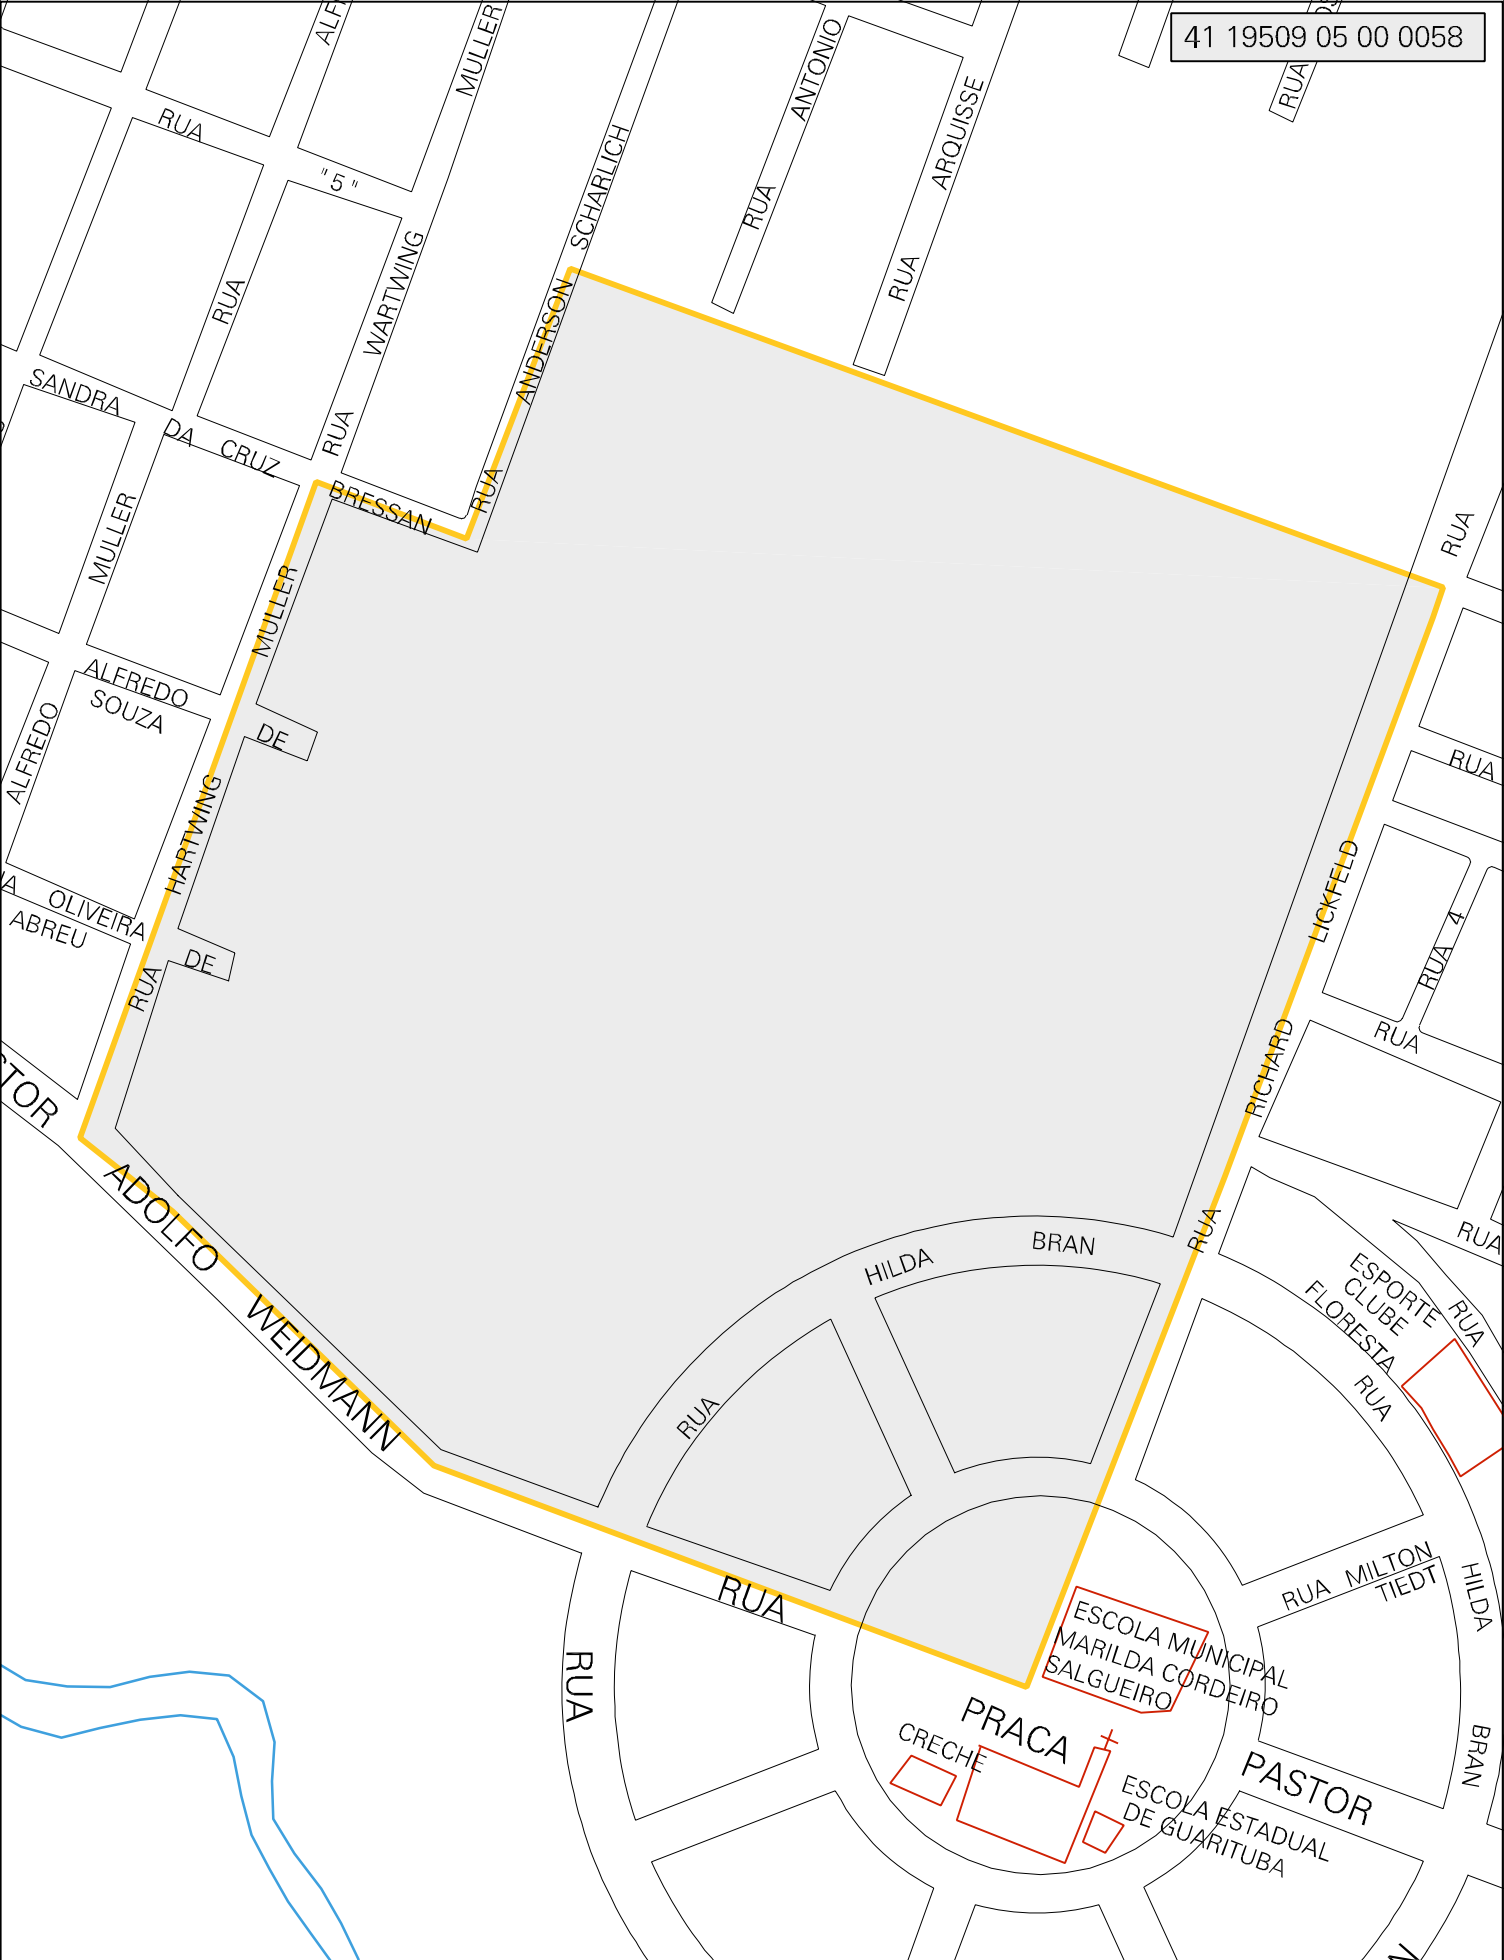 41 19509 05 00 0058
ALF
MULLER
RUA
ANTONIO
ARQUISSE
RUA
SCHARLICH
" 5 "
RUA
RUA
RUA
WARTWING
ANDERSON
SANDRA
DA
CRUZ
RUA
BRESSAN
RUA
RUA
MULLER
MULLER
ALFREDO
SOUZA
DE
ALFREDO
RUA
HARTWING
LICKFELD
OLIVEIRA
ABREU
DE
RUA
RUA 4
RUA
RICHARD
TOR
ADOLFO
WEIDMANN
HILDA
BRAN
RUA
RUA
RUA
ESPORTE
CLUBE
FLORESTA
RUA
RUA
RUA
RUA
RUA MILTON
TIEDT
HILDA
BRAN
RUA
ESCOLA MUNICIPAL
MARILDA CORDEIRO
SALGUEIRO
PRACA
CRECHE
PASTOR
ESCOLA ESTADUAL
DE GUARITUBA